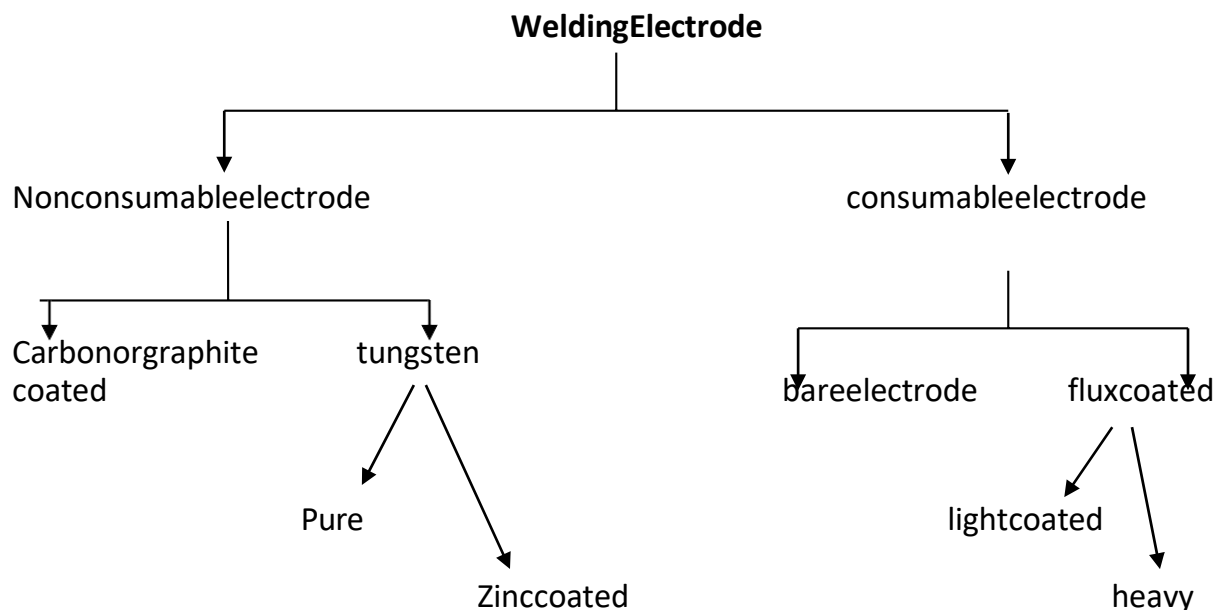 WeldingElectrode
Nonconsumableelectrode
consumableelectrode
Carbonorgraphite
coated
tungsten
bareelectrode
fluxcoated
Pure
lightcoated
Zinccoated
heavy